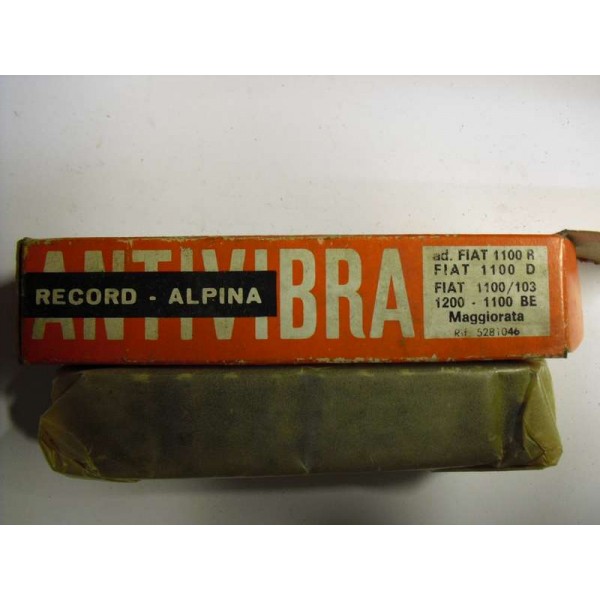 ANTIVIBRA
RECORD - ALPINA
ad. FIAT 1100 R
FIAT 1100 D
FIAT 1100/103
1200 - 1100 BE
Maggiorata
Rif. 5281046